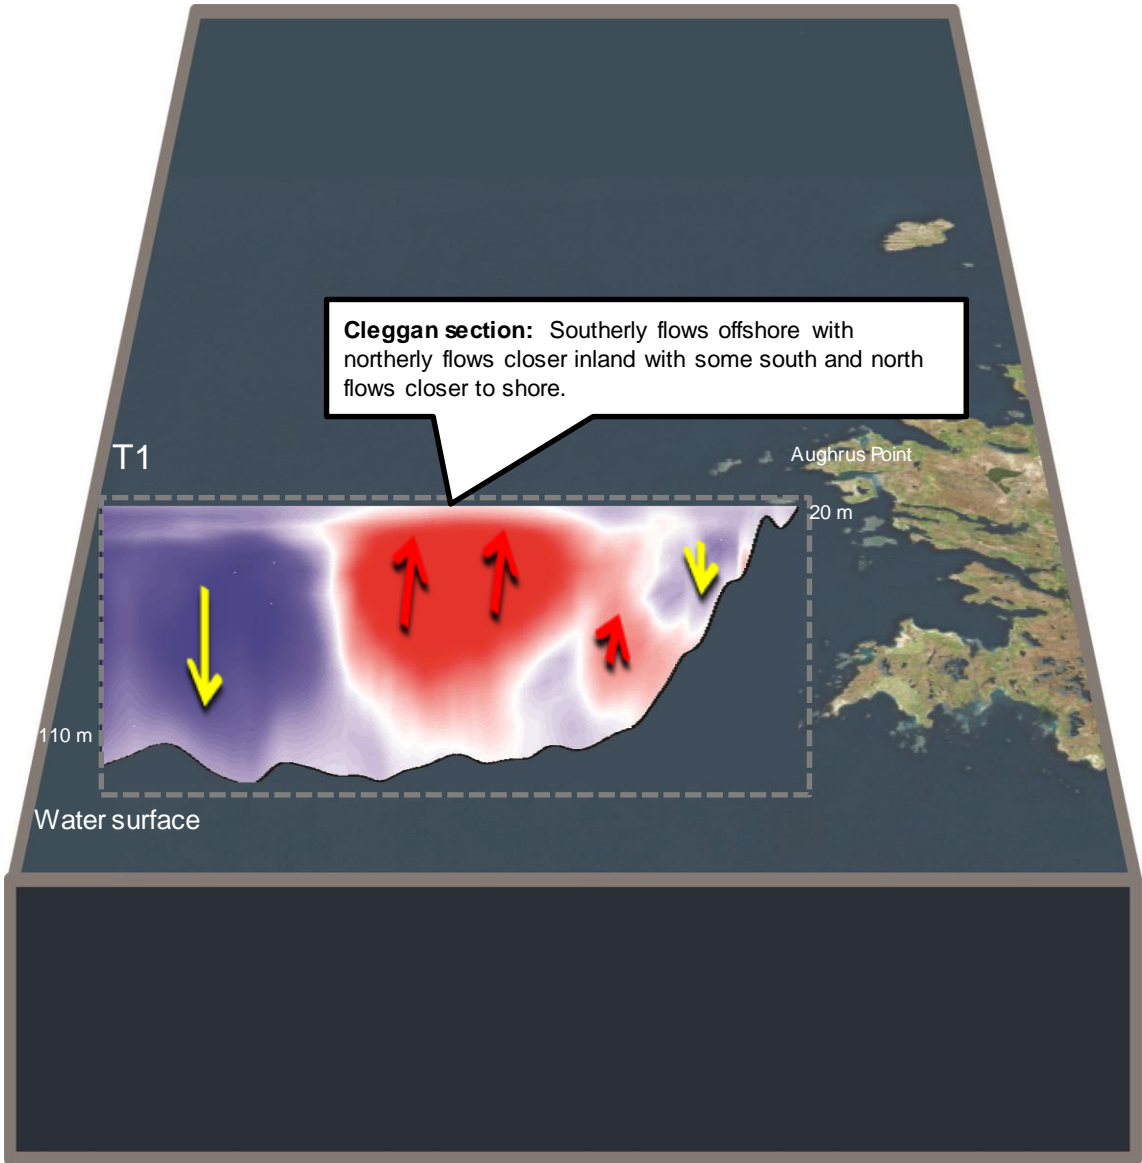 Cleggan section: Southerly flows offshore with
northerly flows closer inland with some south and north
flows closer to shore.
T1
Aughrus Point
20 m
110 m
Water surface